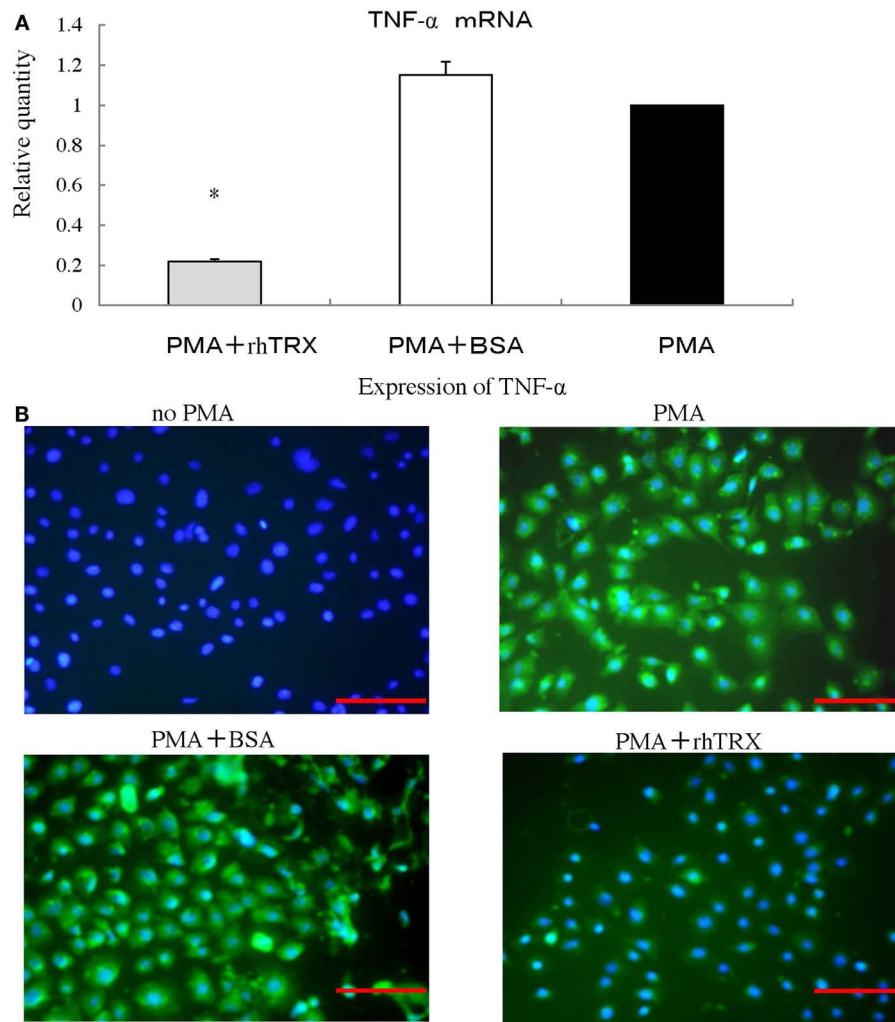 A
TNF-α mRNA
Relative quantity
1.4
1.2
1
0.8
0.6
0.4
0.2
0
*
PMA+rhTRX PMA+BSA PMA
Expression of TNF-α
B
no PMA PMA
PMA+BSA PMA+rhTRX